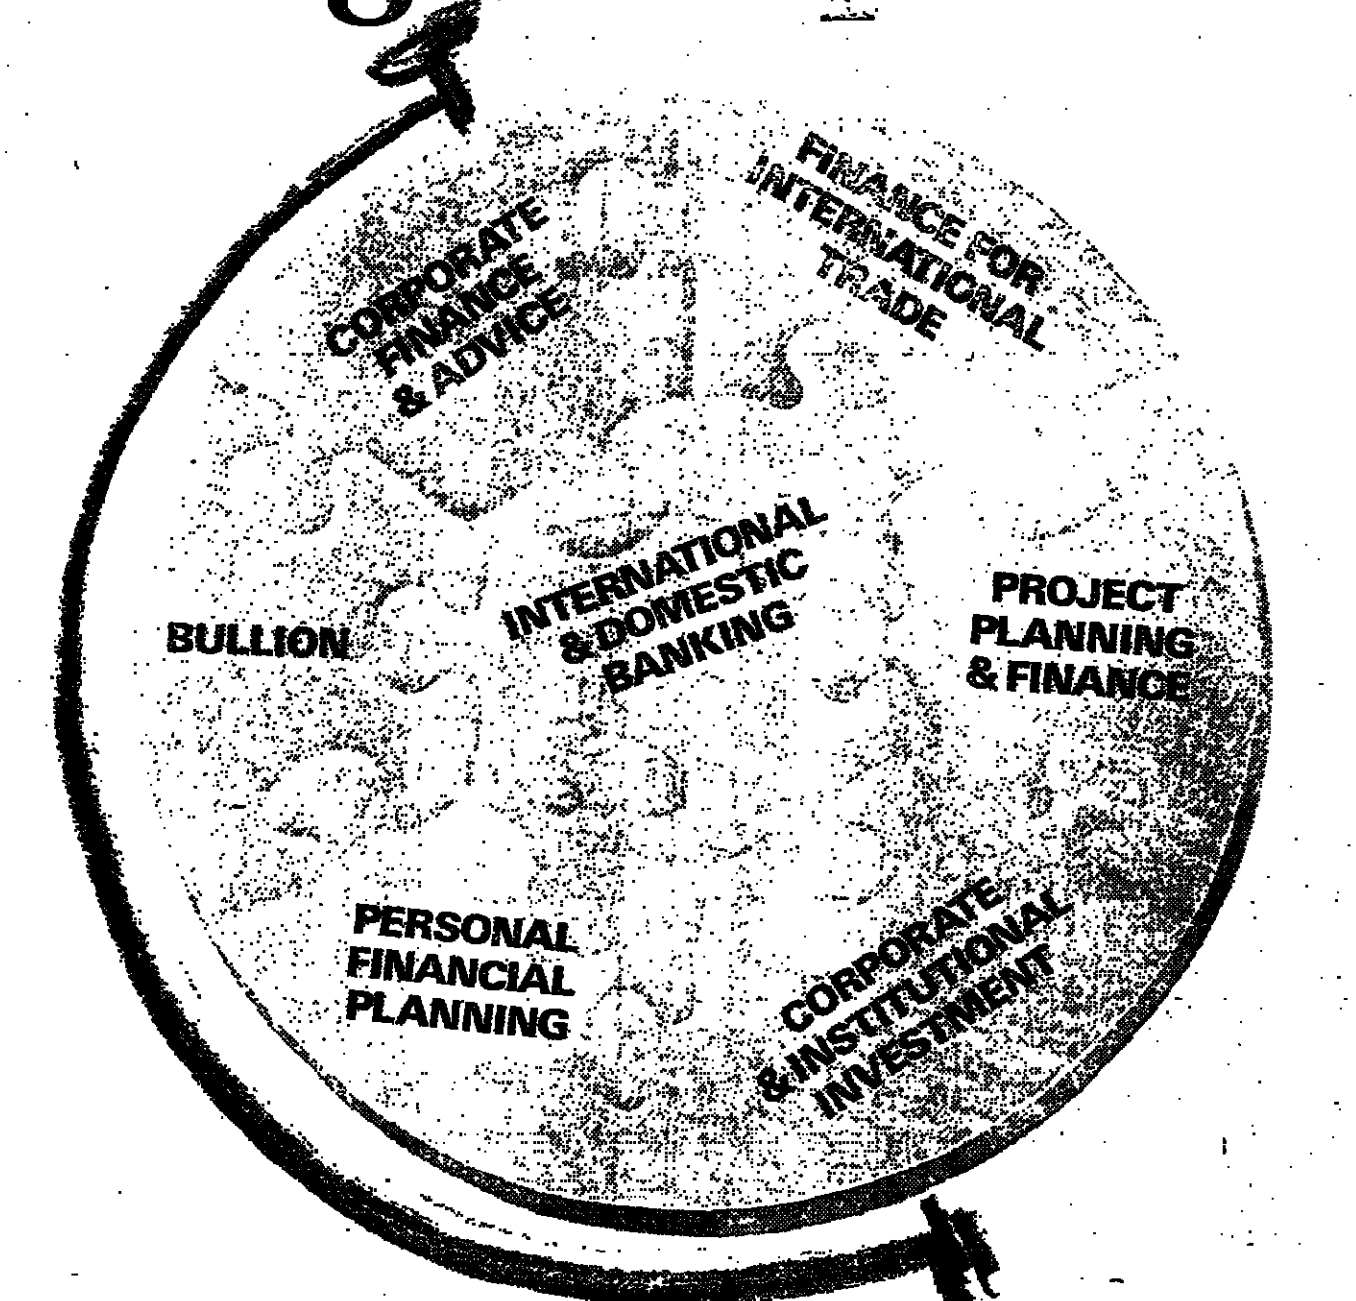 FINANCE FOR
INTERNATIONAL
TRADE
CORPORATE
FINANCE
& ADVICE
INTERNATIONAL
& DOMESTIC
BANKING
PROJECT
PLANNING
& FINANCE
BULLION
PERSONAL
FINANCIAL
PLANNING
CORPORATE
& INSTITUTIONAL
INVESTMENT